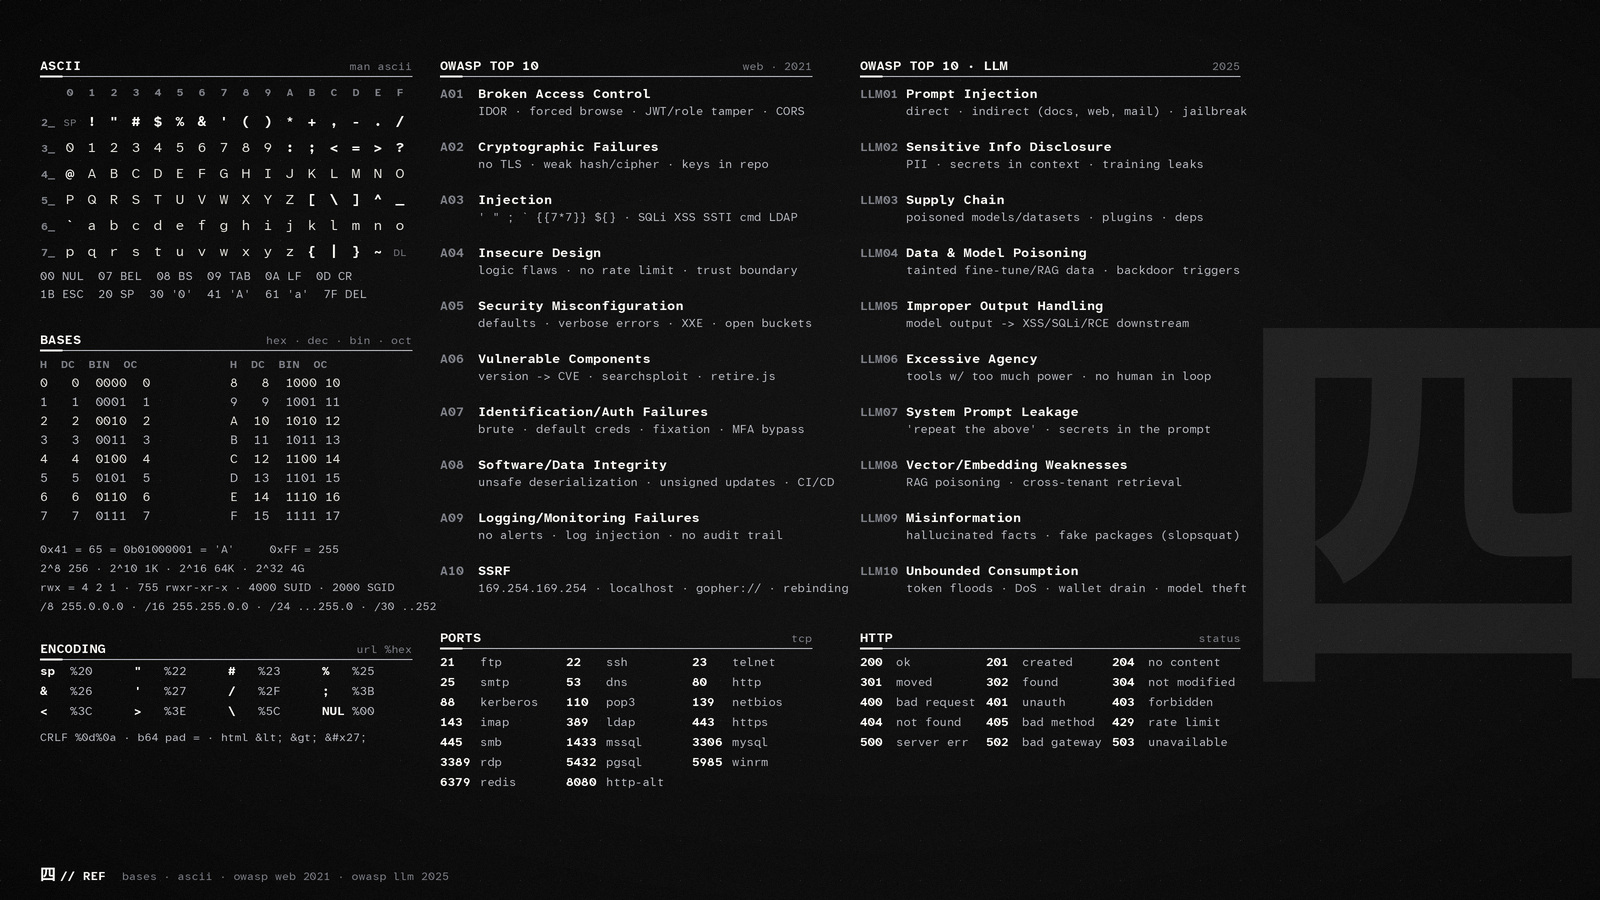 ASCII man ascii
0 1 2 3 4 5 6 7 8 9 A B C D E F
2_ SP ! " # $ % & ' ( ) * + , - . /
3_ 0 1 2 3 4 5 6 7 8 9 : ; < = > ?
4_ @ A B C D E F G H I J K L M N O
5_ P Q R S T U V W X Y Z [ \ ] ^ _
6_ ` a b c d e f g h i j k l m n o
7_ p q r s t u v w x y z { | } ~ DL
00 NUL 07 BEL 08 BS 09 TAB 0A LF 0D CR
1B ESC 20 SP 30 '0' 41 'A' 61 'a' 7F DEL
BASES hex · dec · bin · oct
H DC BIN OC H DC BIN OC
0 0 0000 0 8 8 1000 10
1 1 0001 1 9 9 1001 11
2 2 0010 2 A 10 1010 12
3 3 0011 3 B 11 1011 13
4 4 0100 4 C 12 1100 14
5 5 0101 5 D 13 1101 15
6 6 0110 6 E 14 1110 16
7 7 0111 7 F 15 1111 17
0x41 = 65 = 0b01000001 = 'A' 0xFF = 255
2^8 256 · 2^10 1K · 2^16 64K · 2^32 4G
rwx = 4 2 1 · 755 rwxr-xr-x · 4000 SUID · 2000 SGID
/8 255.0.0.0 · /16 255.255.0.0 · /24 ...255.0 · /30 ..252
ENCODING url %hex
sp %20 " %22 # %23 % %25
& %26 ' %27 / %2F ; %3B
< %3C > %3E \ %5C NUL %00
CRLF %0d%0a · b64 pad = · html &lt; &gt; &#x27;
OWASP TOP 10 web · 2021
A01 Broken Access Control
IDOR · forced browse · JWT/role tamper · CORS
A02 Cryptographic Failures
no TLS · weak hash/cipher · keys in repo
A03 Injection
' " ; ` {{7*7}} ${} · SQLi XSS SSTI cmd LDAP
A04 Insecure Design
logic flaws · no rate limit · trust boundary
A05 Security Misconfiguration
defaults · verbose errors · XXE · open buckets
A06 Vulnerable Components
version -> CVE · searchsploit · retire.js
A07 Identification/Auth Failures
brute · default creds · fixation · MFA bypass
A08 Software/Data Integrity
unsafe deserialization · unsigned updates · CI/CD
A09 Logging/Monitoring Failures
no alerts · log injection · no audit trail
A10 SSRF
169.254.169.254 · localhost · gopher:// · rebinding
PORTS tcp
21 ftp 22 ssh 23 telnet
25 smtp 53 dns 80 http
88 kerberos 110 pop3 139 netbios
143 imap 389 ldap 443 https
445 smb 1433 mssql 3306 mysql
3389 rdp 5432 pgsql 5985 winrm
6379 redis 8080 http-alt
OWASP TOP 10 · LLM 2025
LLM01 Prompt Injection
direct · indirect (docs, web, mail) · jailbreak
LLM02 Sensitive Info Disclosure
PII · secrets in context · training leaks
LLM03 Supply Chain
poisoned models/datasets · plugins · deps
LLM04 Data & Model Poisoning
tainted fine-tune/RAG data · backdoor triggers
LLM05 Improper Output Handling
model output -> XSS/SQLi/RCE downstream
LLM06 Excessive Agency
tools w/ too much power · no human in loop
LLM07 System Prompt Leakage
'repeat the above' · secrets in the prompt
LLM08 Vector/Embedding Weaknesses
RAG poisoning · cross-tenant retrieval
LLM09 Misinformation
hallucinated facts · fake packages (slopsquat)
LLM10 Unbounded Consumption
token floods · DoS · wallet drain · model theft
HTTP status
200 ok 201 created 204 no content
301 moved 302 found 304 not modified
400 bad request 401 unauth 403 forbidden
404 not found 405 bad method 429 rate limit
500 server err 502 bad gateway 503 unavailable
四
四 // REF bases · ascii · owasp web 2021 · owasp llm 2025